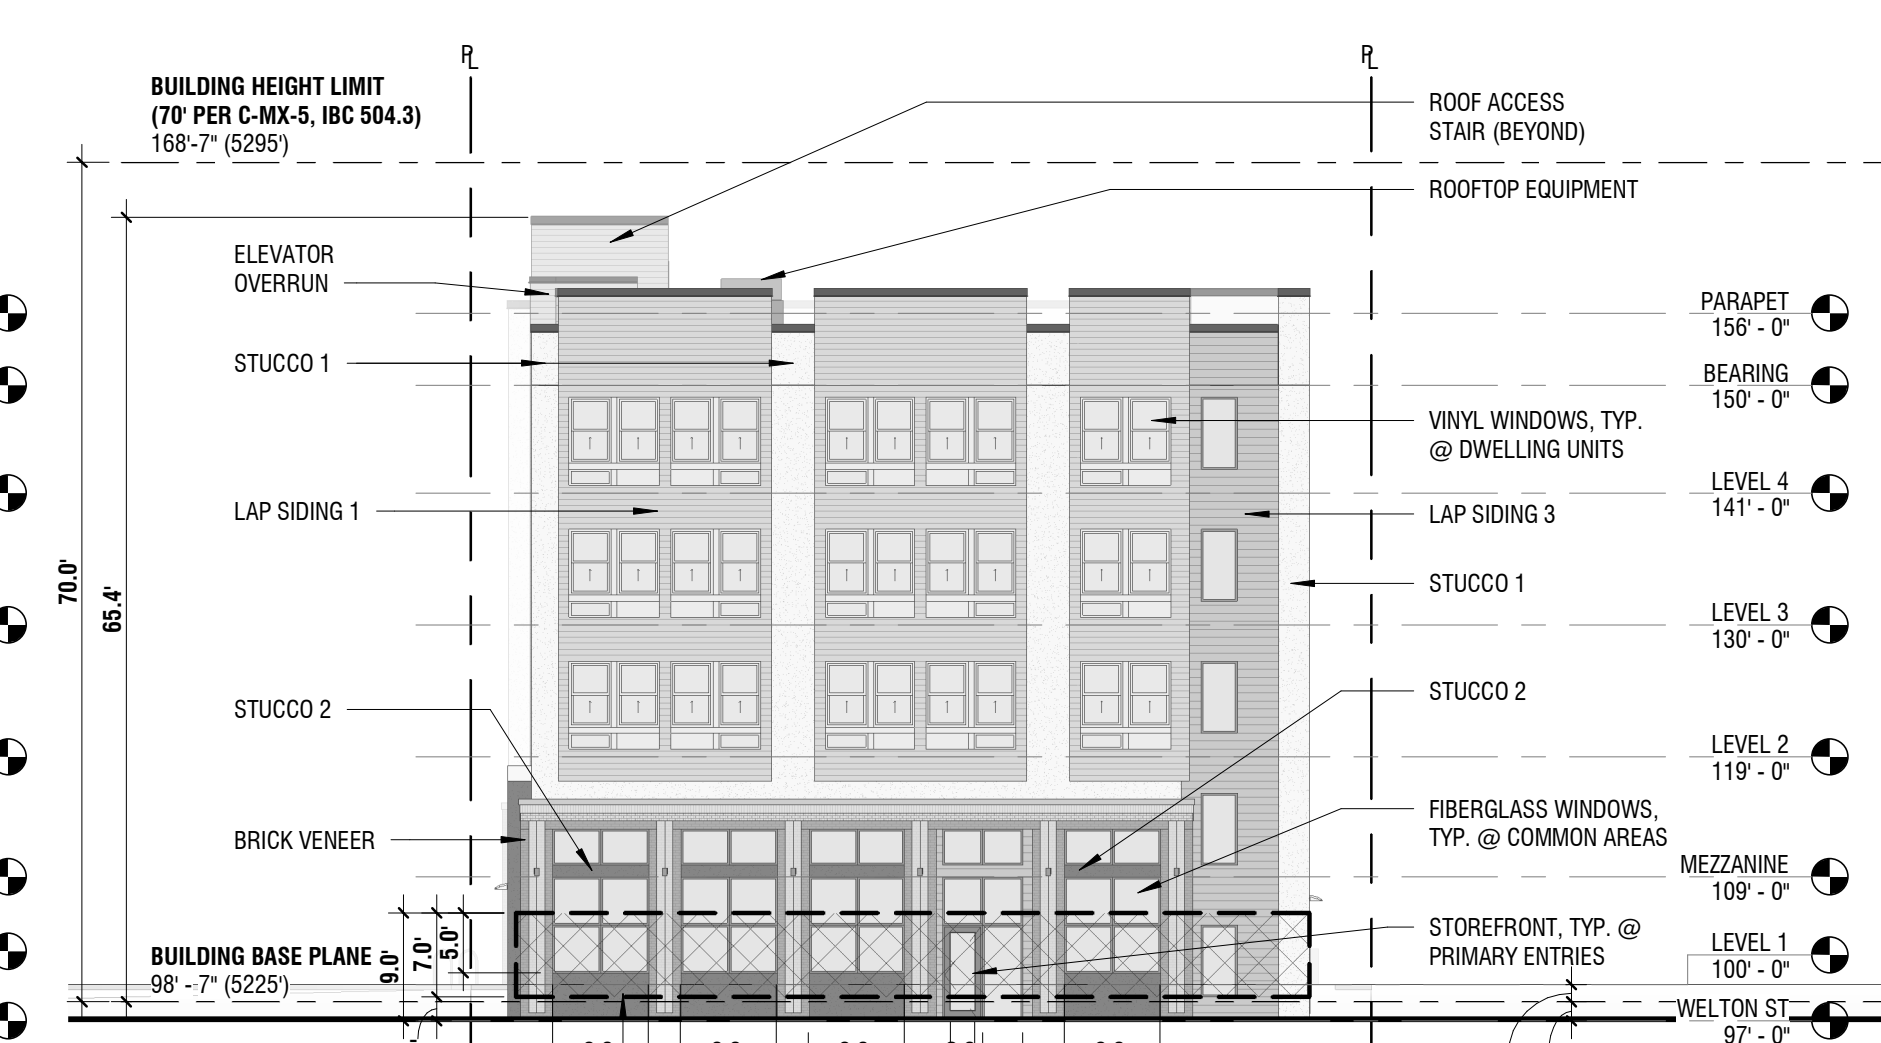 PL
PL
BUILDING HEIGHT LIMIT
(70' PER C-MX-5, IBC 504.3)
168'-7" (5295')
ROOF ACCESS
STAIR (BEYOND)
ROOFTOP EQUIPMENT
ELEVATOR
OVERRUN
PARAPET
156' - 0"
STUCCO 1
BEARING
150' - 0"
VINYL WINDOWS, TYP.
@ DWELLING UNITS
LEVEL 4
141' - 0"
LAP SIDING 1
LAP SIDING 3
70.0'
65.4'
STUCCO 1
LEVEL 3
130' - 0"
STUCCO 2
STUCCO 2
LEVEL 2
119' - 0"
FIBERGLASS WINDOWS,
TYP. @ COMMON AREAS
BRICK VENEER
MEZZANINE
109' - 0"
STOREFRONT, TYP. @
PRIMARY ENTRIES
BUILDING BASE PLANE
98' - 7" (5225')
9.0'
7.0'
5.0'
LEVEL 1
100' - 0"
WELTON ST
97' - 0"